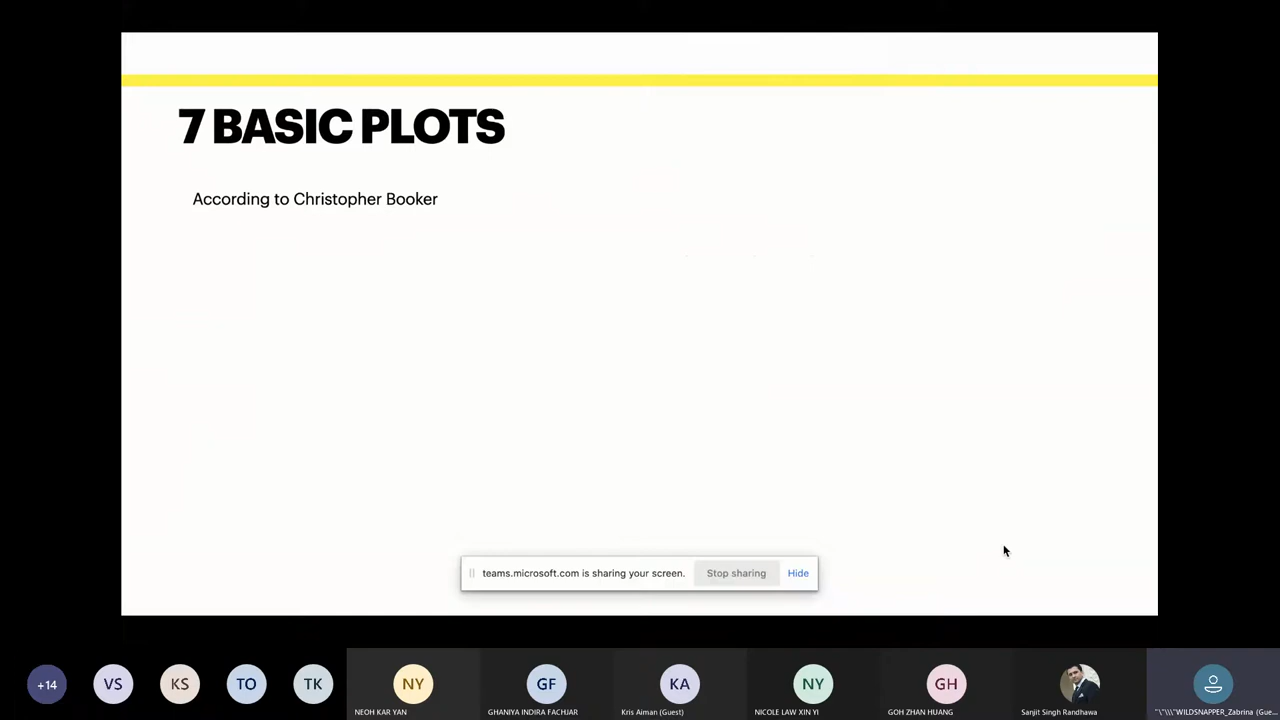 7 BASIC PLOTS
According to Christopher Booker
teams.microsoft.com is sharing your screen. Stop sharing Hide
+14 VS KS TO TK NY GF KA NY GH
NEOH KAR YAN GHANIYA INDIRA FACHJAR Kris Aiman (Guest) NICOLE LAW XIN YI GOH ZHAN HUANG Sanjit Singh Randhawa "\"\\\"WILDSNAPPER_Zabrina (Gue...